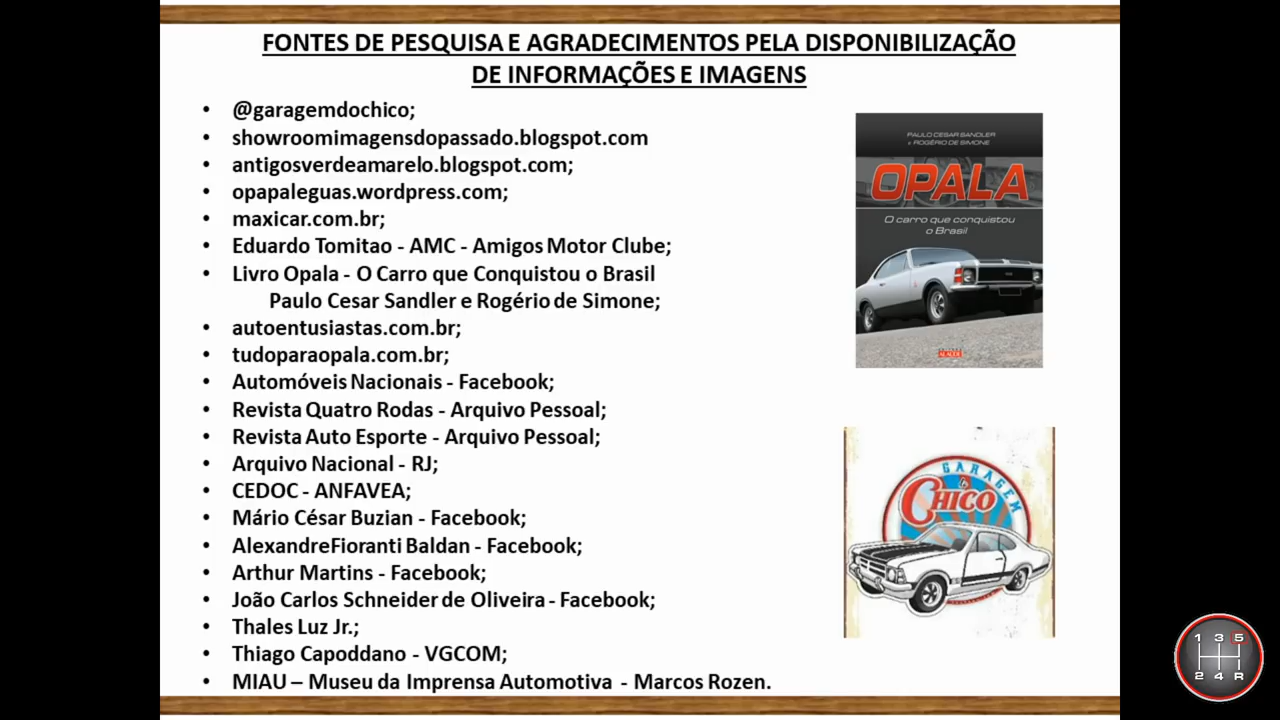 FONTES DE PESQUISA E AGRADECIMENTOS PELA DISPONIBILIZAÇÃO
DE INFORMAÇÕES E IMAGENS
• @garagemdochico;
• showroomimagensdopassado.blogspot.com
• antigosverdeamarelo.blogspot.com;
• opapaleguas.wordpress.com;
• maxicar.com.br;
• Eduardo Tomitao - AMC - Amigos Motor Clube;
• Livro Opala - O Carro que Conquistou o Brasil
Paulo Cesar Sandler e Rogério de Simone;
• autoentusiastas.com.br;
• tudoparaopala.com.br;
• Automóveis Nacionais - Facebook;
• Revista Quatro Rodas - Arquivo Pessoal;
• Revista Auto Esporte - Arquivo Pessoal;
• Arquivo Nacional - RJ;
• CEDOC - ANFAVEA;
• Mário César Buzian - Facebook;
• AlexandreFioranti Baldan - Facebook;
• Arthur Martins - Facebook;
• João Carlos Schneider de Oliveira - Facebook;
• Thales Luz Jr.;
• Thiago Capoddano - VGCOM;
• MIAU – Museu da Imprensa Automotiva - Marcos Rozen.
PAULO CESAR SANDLER
e ROGÉRIO DE SIMONE
OPALA
O carro que conquistou
o Brasil
ALAÚDE
GARAGEM
CHICO
1 3 5
2 4 R